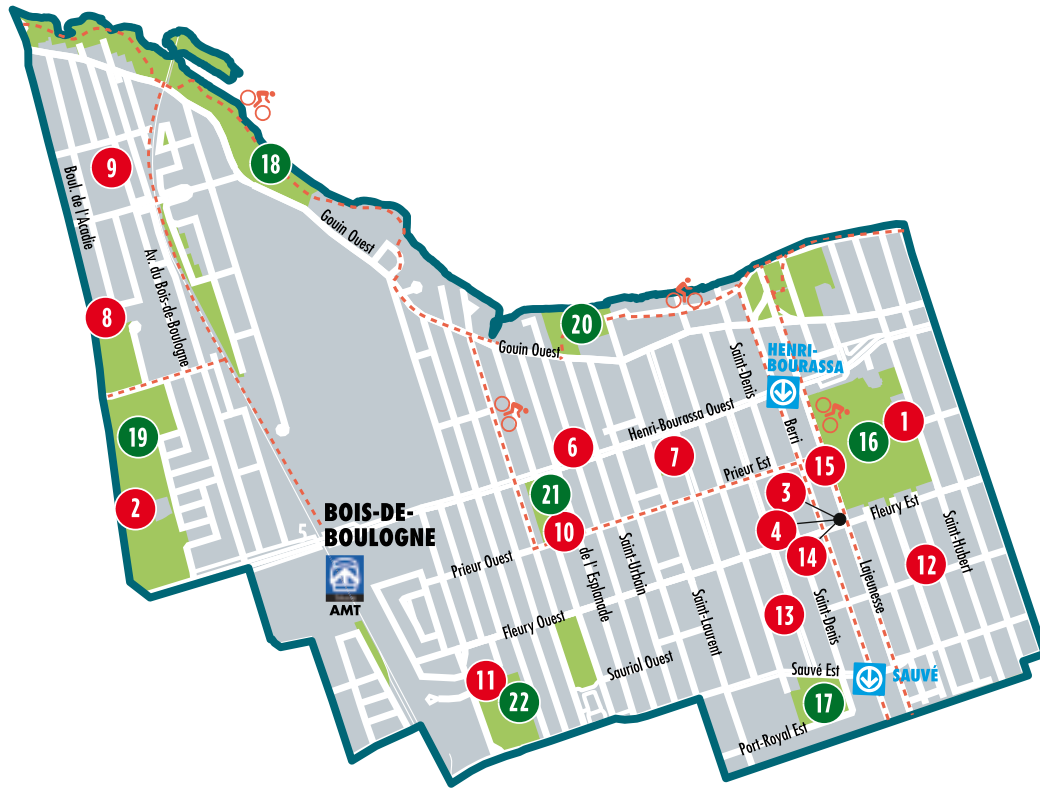 9
18
Boul. de l'Acadie
Gouin Ouest
Av. du Bois-de-Boulogne
8
20
Gouin Ouest
Saint-Denis
HENRI-
BOURASSA
Berri
Henri-Bourassa Ouest
1
16
19
6
7
15
Prieur Est
2
21
3
Fleury Est
BOIS-DE-
BOULOGNE
5
10
4
14
Saint-Hubert
AMT
Prieur Ouest
de l' Esplanade
Saint-Urbain
Lajeunesse
12
Saint-Laurent
13
Saint-Denis
Fleury Ouest
Sauriol Ouest
Sauvé Est
SAUVÉ
11
22
17
Port-Royal Est